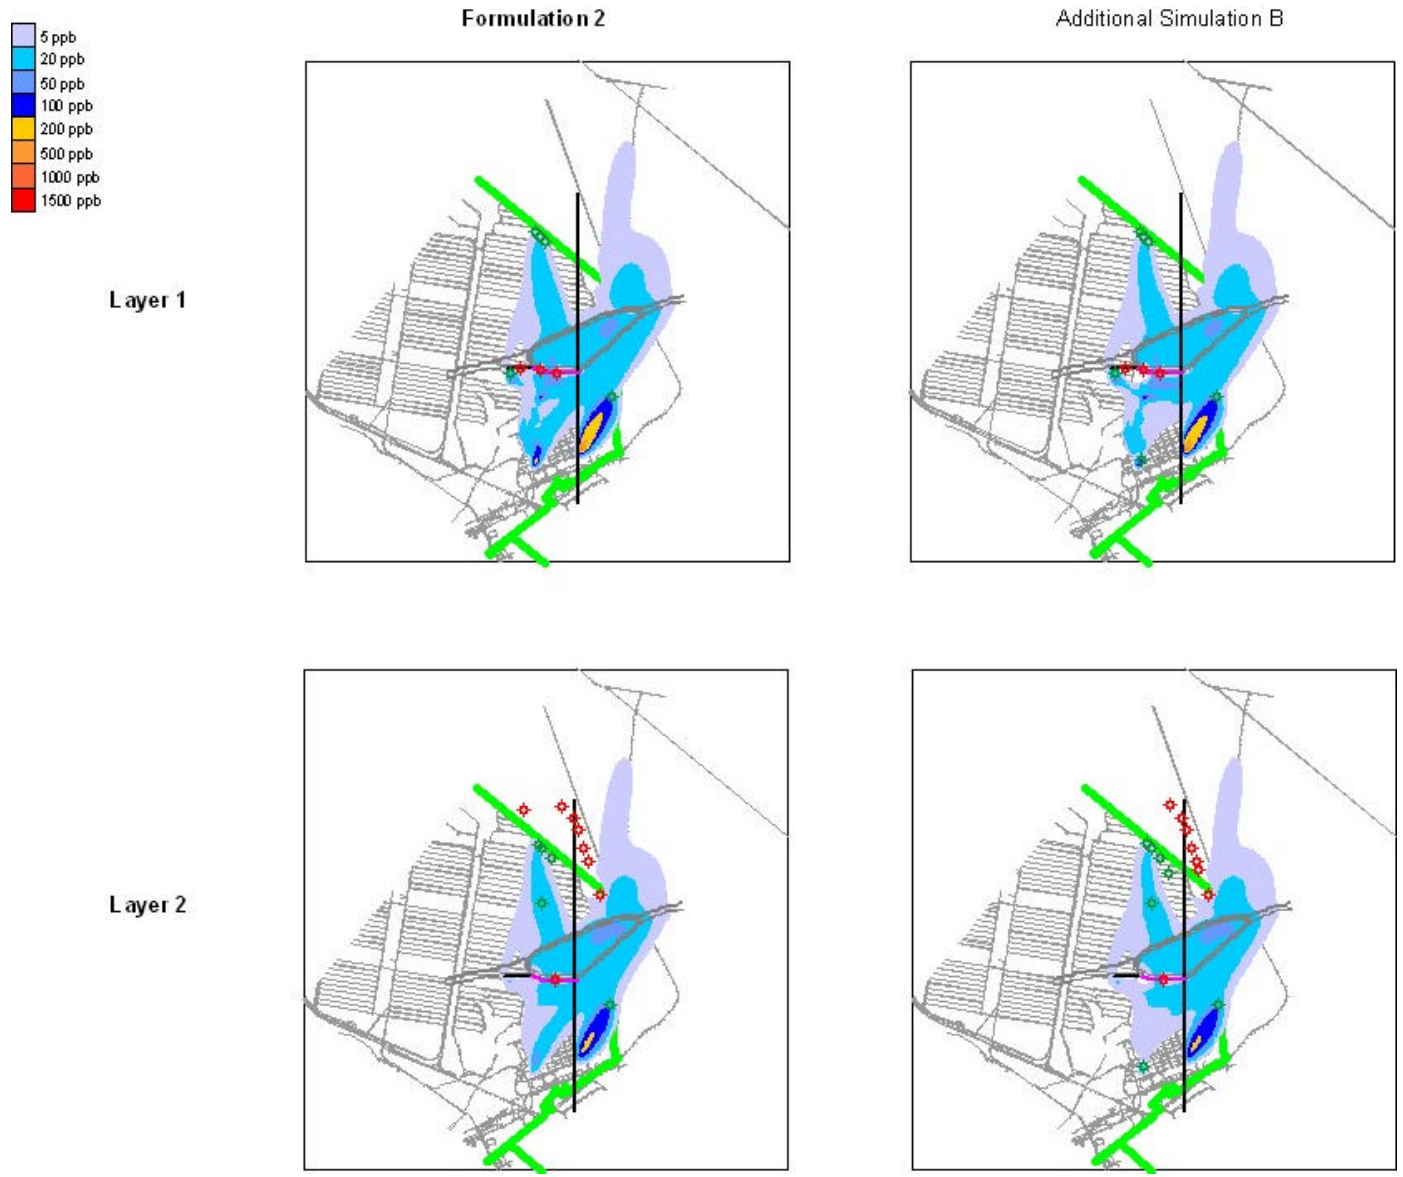 Formulation 2
Additional Simulation B
5 ppb
20 ppb
50 ppb
100 ppb
200 ppb
500 ppb
1000 ppb
1500 ppb
Layer 1
Layer 2